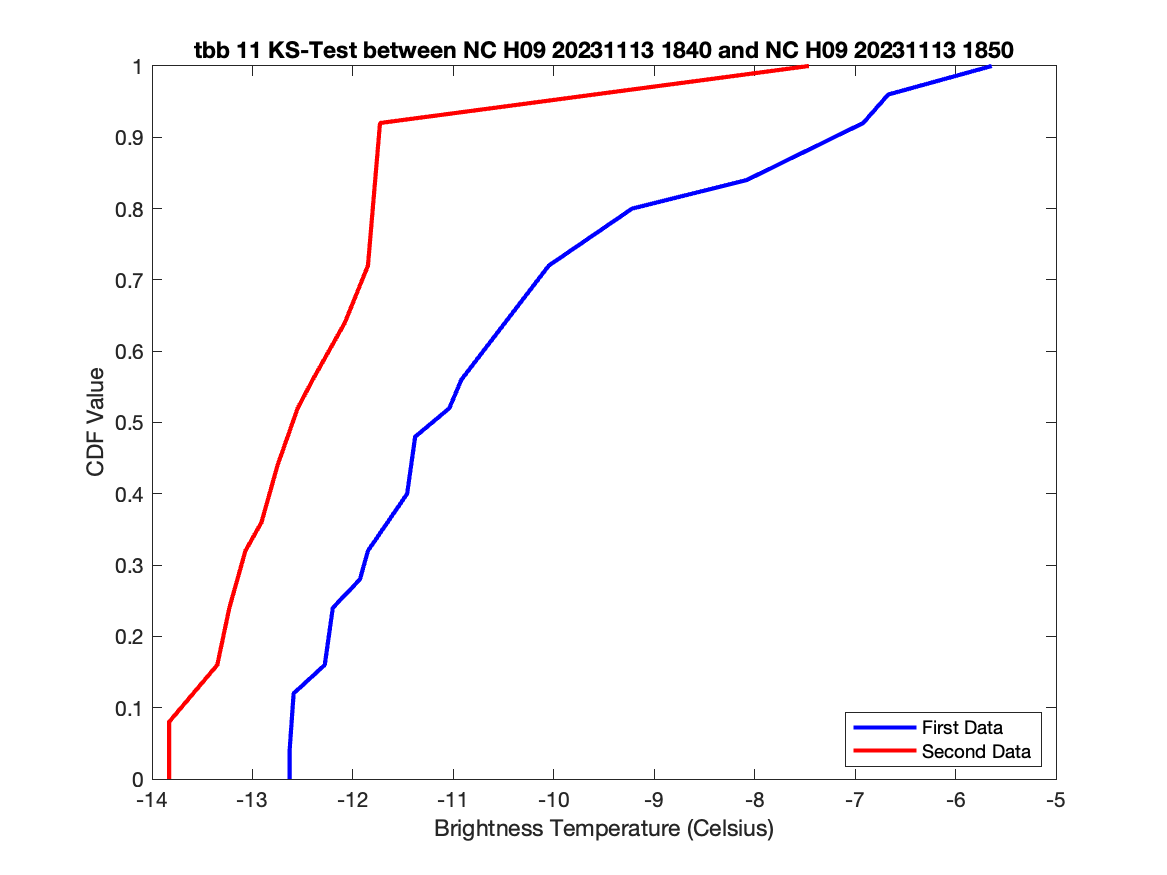 tbb 11 KS-Test between NC H09 20231113 1840 and NC H09 20231113 1850
1
0.9
0.8
0.7
0.6
0.5
0.4
0.3
0.2
0.1
0
CDF Value
First Data
Second Data
-14 -13 -12 -11 -10 -9 -8 -7 -6 -5
Brightness Temperature (Celsius)